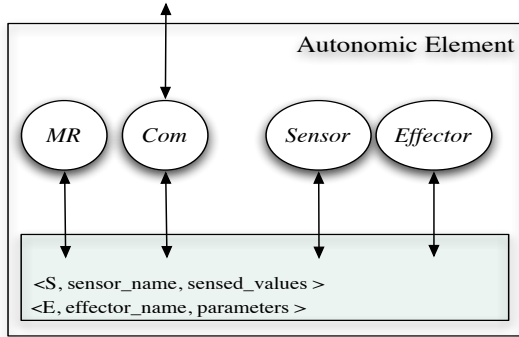 Autonomic Element
MR Com Sensor Effector
<S, sensor_name, sensed_values >
<E, effector_name, parameters >